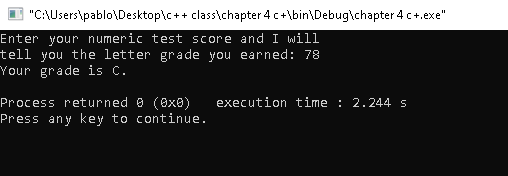 "C:\Users\pablo\Desktop\c++ class\chapter 4 c+\bin\Debug\chapter 4 c+.exe"
Enter your numeric test score and I will
tell you the letter grade you earned: 78
Your grade is C.
Process returned 0 (0x0)   execution time : 2.244 s
Press any key to continue.